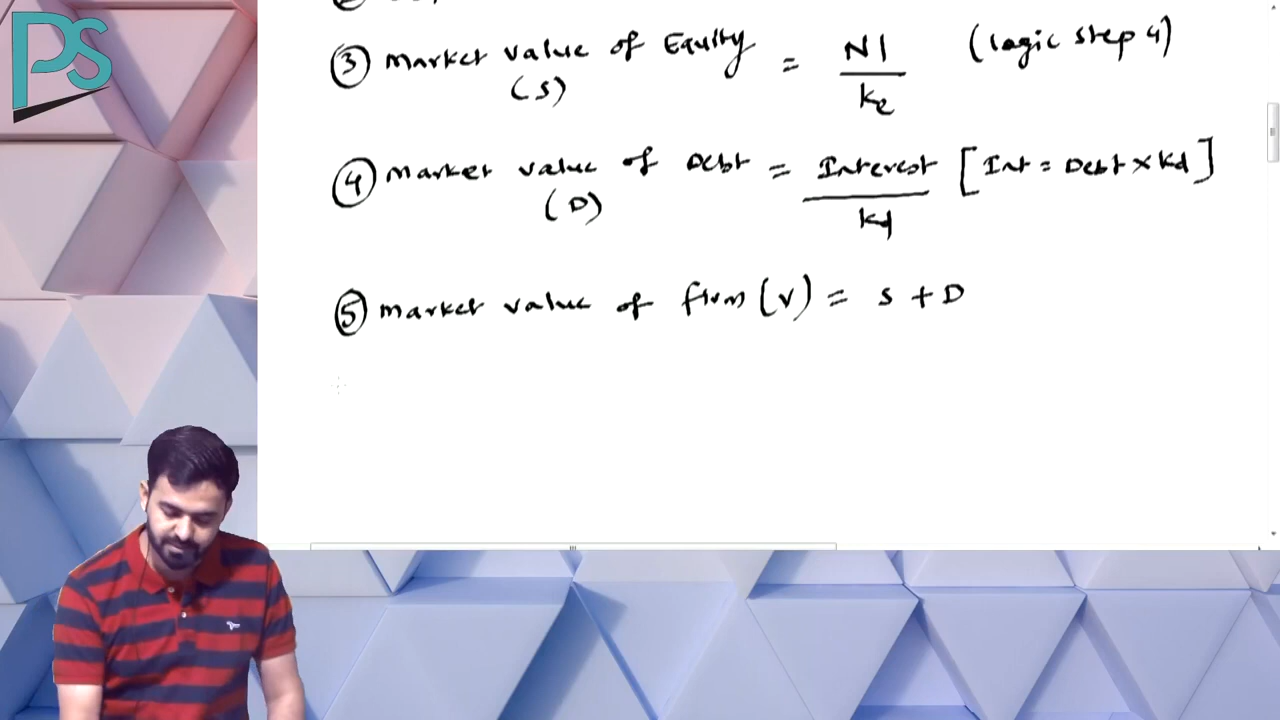 PS
③ Market value of Equity = NI / ke (logic step 4)
(S)
④ Market value of Debt = Interest / kd [Int = Debt × kd]
(D)
⑤ Market value of firm (V) = S + D